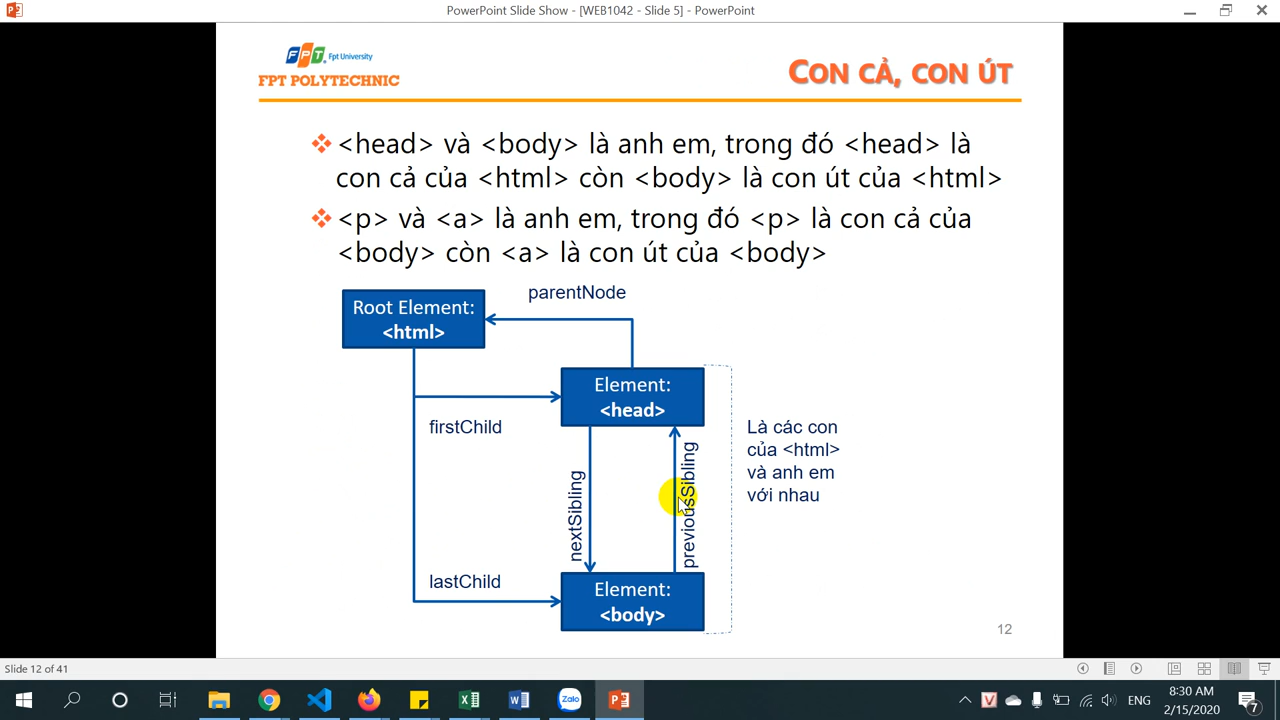 PowerPoint Slide Show - [WEB1042 - Slide 5] - PowerPoint
FPT Fpt University
FPT POLYTECHNIC
CON CẢ, CON ÚT
<head> và <body> là anh em, trong đó <head> là
con cả của <html> còn <body> là con út của <html>
<p> và <a> là anh em, trong đó <p> là con cả của
<body> còn <a> là con út của <body>
parentNode
Root Element:
<html>
Element:
<head>
firstChild
nextSibling
previousSibling
Là các con
của <html>
và anh em
với nhau
lastChild
Element:
<body>
12
Slide 12 of 41
Zalo
ENG
8:30 AM
2/15/2020
7